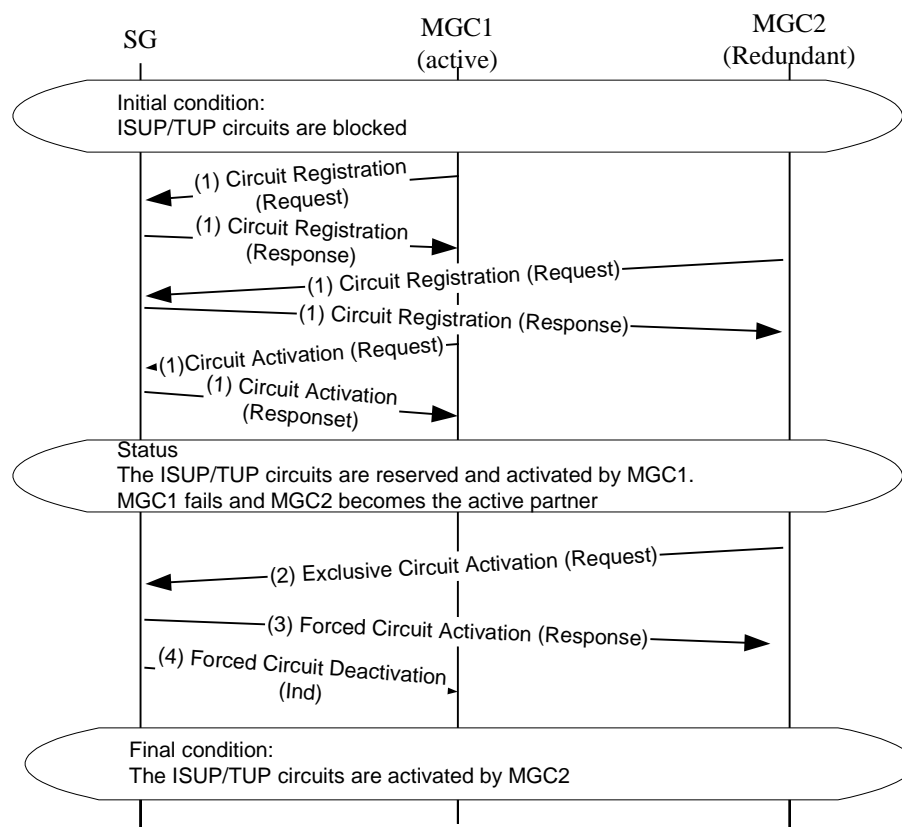 SG
MGC1
(active)
MGC2
(Redundant)
Initial condition:
ISUP/TUP circuits are blocked
(1) Circuit Registration
(Request)
(1) Circuit Registration
(Response)
(1) Circuit Registration (Request)
(1) Circuit Registration (Response)
(1)Circuit Activation (Request)
(1) Circuit Activation
(Responset)
Status
The ISUP/TUP circuits are reserved and activated by MGC1.
MGC1 fails and MGC2 becomes the active partner
(2) Exclusive Circuit Activation (Request)
(3) Forced Circuit Activation (Response)
(4) Forced Circuit Deactivation
(Ind)
Final condition:
The ISUP/TUP circuits are activated by MGC2